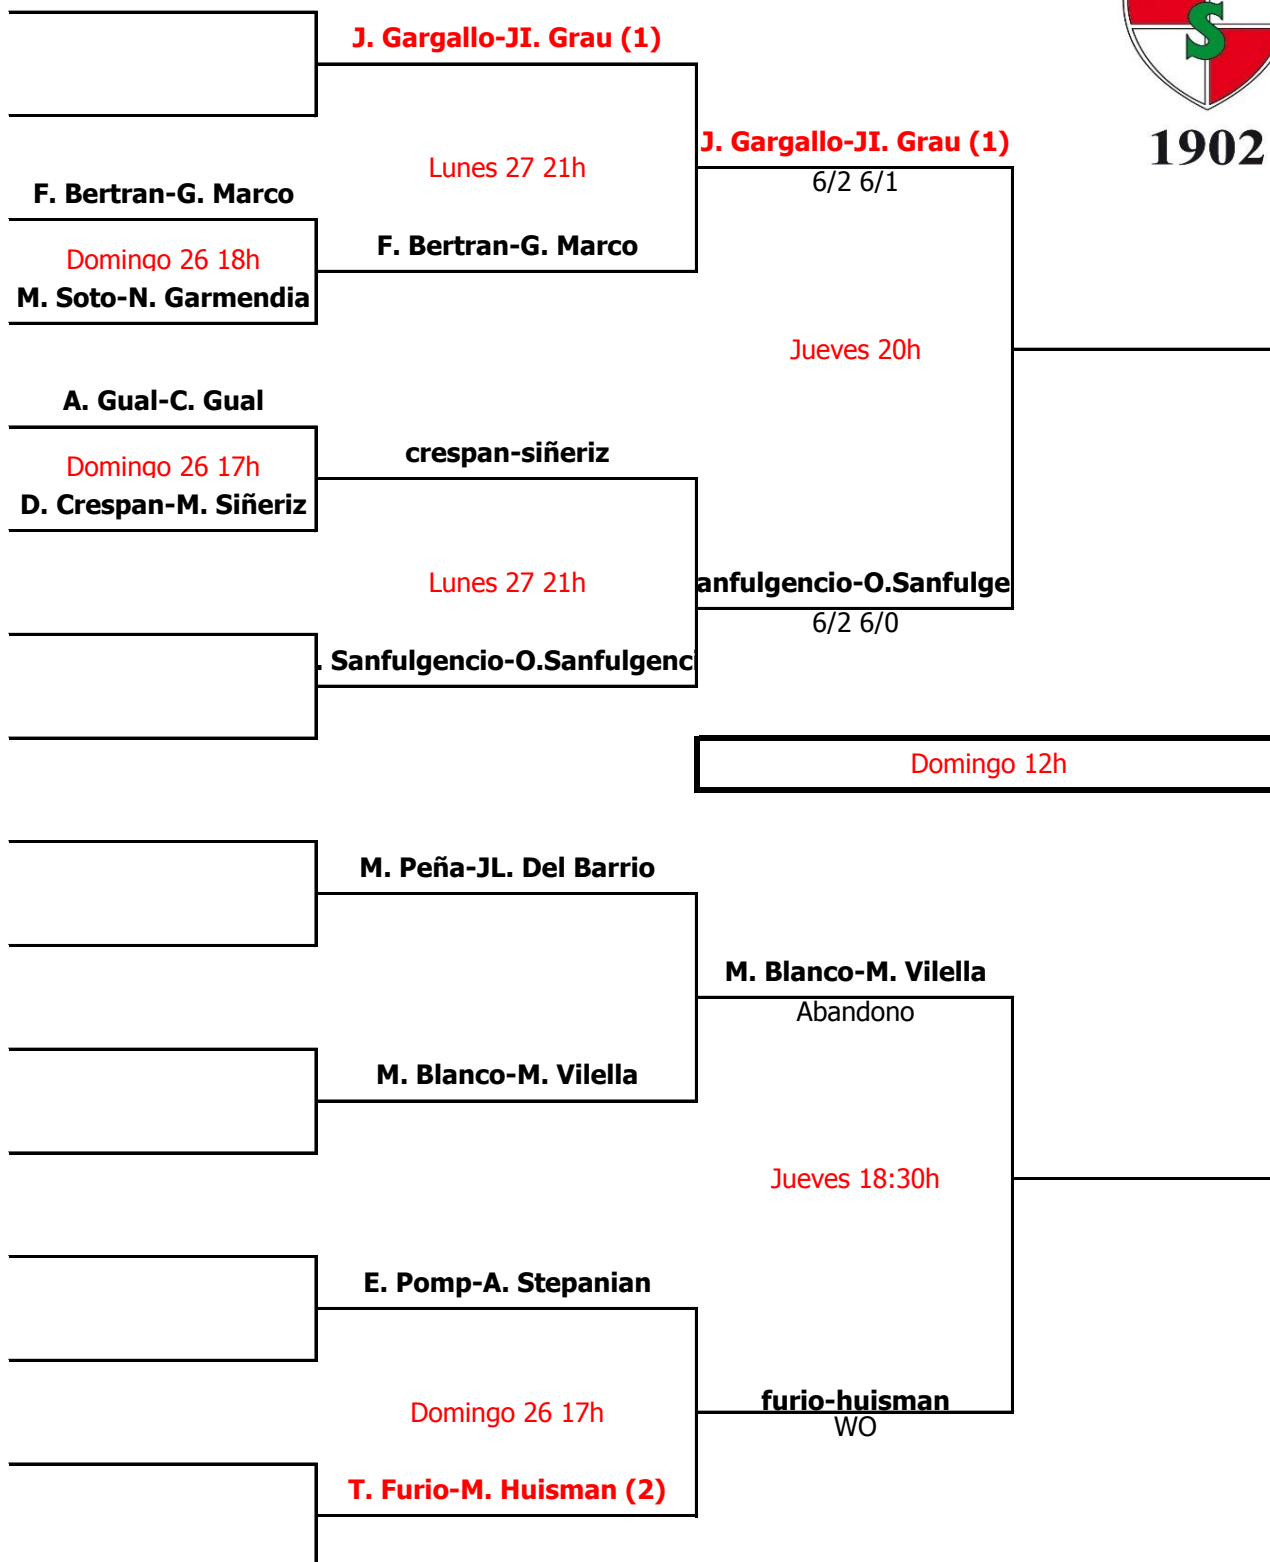 J. Gargallo-JI. Grau (1)
S
1902
J. Gargallo-JI. Grau (1)
Lunes 27 21h
6/2 6/1
F. Bertran-G. Marco
F. Bertran-G. Marco
Domingo 26 18h
M. Soto-N. Garmendia
Jueves 20h
A. Gual-C. Gual
crespan-siñeriz
Domingo 26 17h
D. Crespan-M. Siñeriz
Lunes 27 21h
anfulgencio-O.Sanfulge
6/2 6/0
. Sanfulgencio-O.Sanfulgenci
Domingo 12h
M. Peña-JL. Del Barrio
M. Blanco-M. Vilella
Abandono
M. Blanco-M. Vilella
Jueves 18:30h
E. Pomp-A. Stepanian
furio-huisman
Domingo 26 17h
WO
T. Furio-M. Huisman (2)